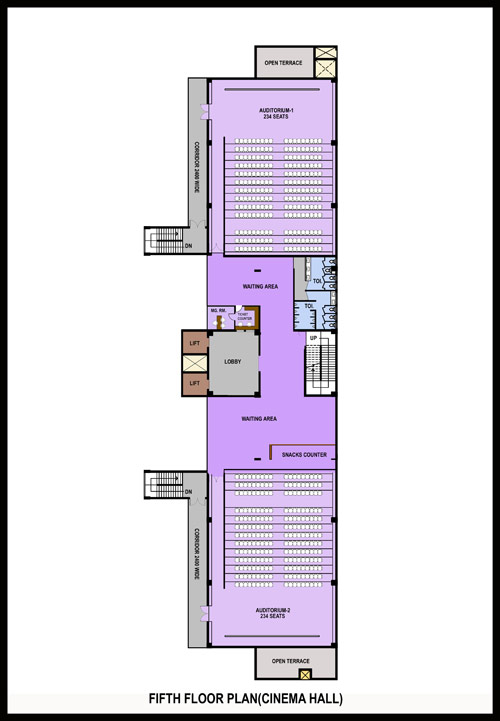 OPEN TERRACE
AUDITORIUM-1
234 SEATS
CORRIDOR 2400 WIDE
DN
WAITING AREA
TOI.
TOI.
MG. RM.
TICKET
COUNTER
UP
LIFT
LOBBY
LIFT
WAITING AREA
SNACKS COUNTER
DN
CORRIDOR 2400 WIDE
AUDITORIUM-2
234 SEATS
OPEN TERRACE
FIFTH FLOOR PLAN(CINEMA HALL)